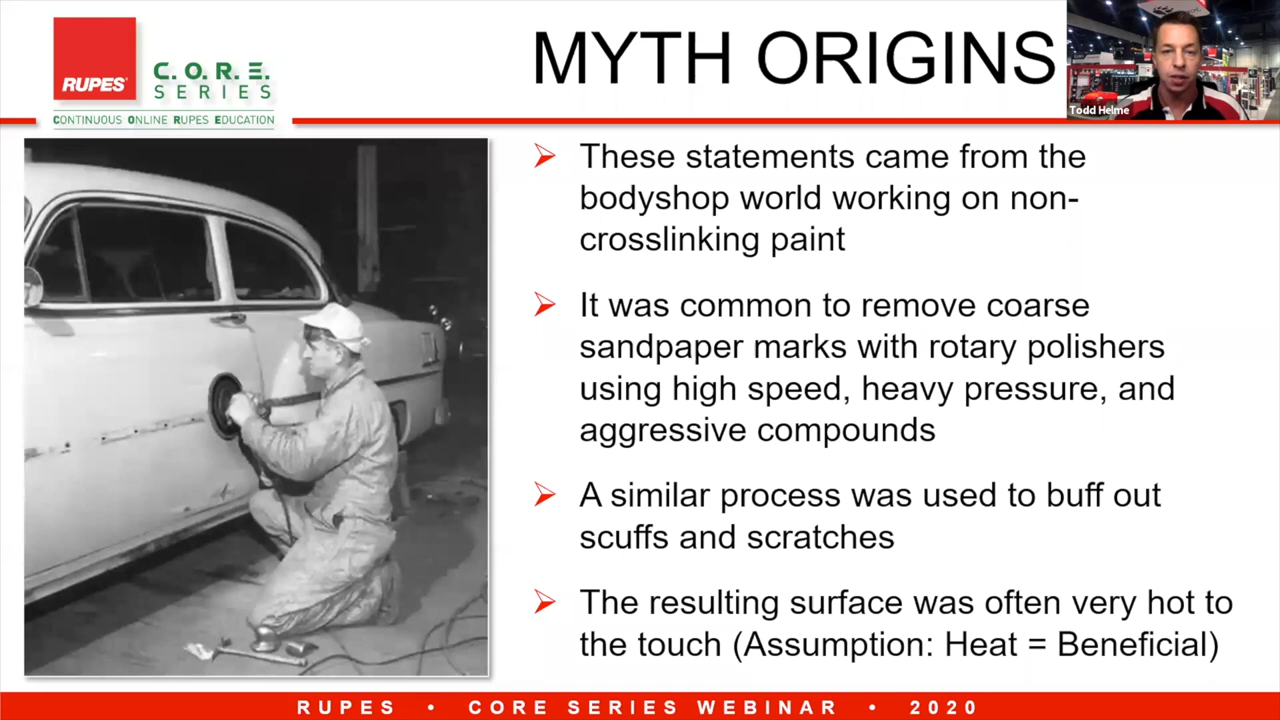 RUPES
C.O.R.E.
SERIES
CONTINUOUS ONLINE RUPES EDUCATION
MYTH ORIGINS
Todd Helme
➢ These statements came from the
bodyshop world working on non-
crosslinking paint
➢ It was common to remove coarse
sandpaper marks with rotary polishers
using high speed, heavy pressure, and
aggressive compounds
➢ A similar process was used to buff out
scuffs and scratches
➢ The resulting surface was often very hot to
the touch (Assumption: Heat = Beneficial)
RUPES • CORE SERIES WEBINAR • 2020